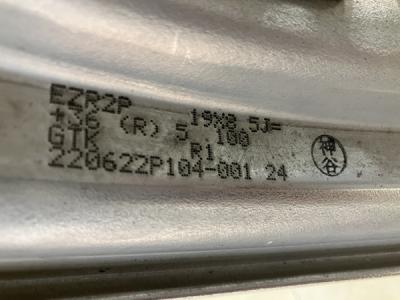 EZR2P 19X8.5J=
+36 (R) 5 100
GTK R1
220622P104-001 24
神谷